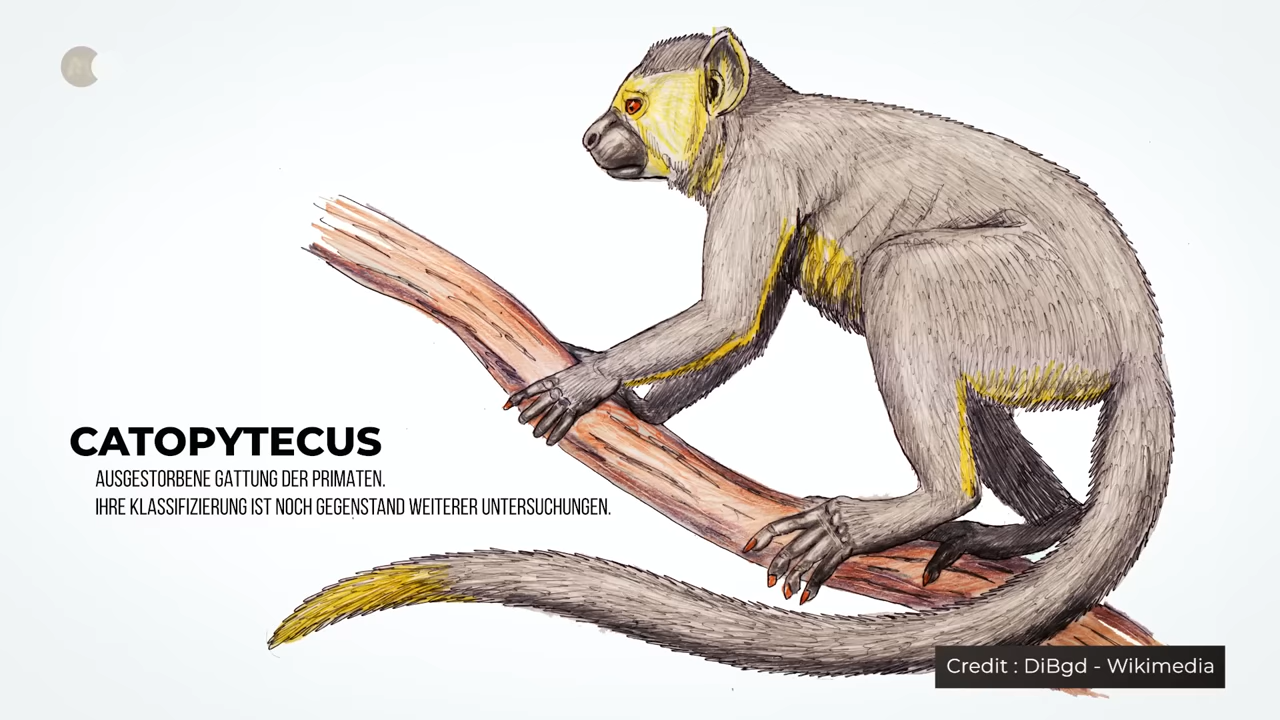 CATOPYTECUS
AUSGESTORBENE GATTUNG DER PRIMATEN.
IHRE KLASSIFIZIERUNG IST NOCH GEGENSTAND WEITERER UNTERSUCHUNGEN.
Credit : DiBgd - Wikimedia